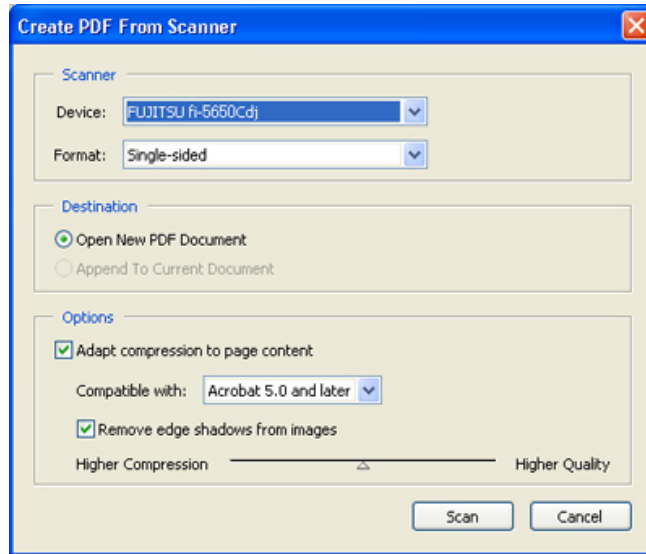 Create PDF From Scanner
Scanner
Device: FUJITSU fi-5650Cdj
Format: Single-sided
Destination
Open New PDF Document
Append To Current Document
Options
Adapt compression to page content
Compatible with: Acrobat 5.0 and later
Remove edge shadows from images
Higher Compression Higher Quality
Scan Cancel